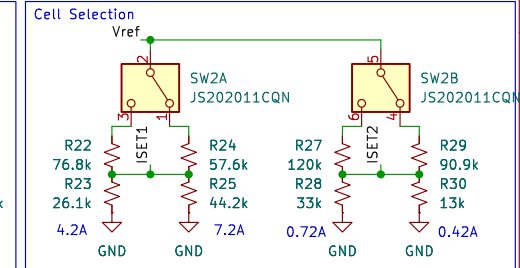 Cell Selection
Vref
2
SW2A
JS202011CQN
3
1
5
SW2B
JS202011CQN
6
4
R22
76.8k
R23
26.1k
ISET1
R24
57.6k
R25
44.2k
R27
120k
R28
33k
ISET2
R29
90.9k
R30
13k
k
4.2A
GND
GND
7.2A
0.72A
GND
GND
0.42A